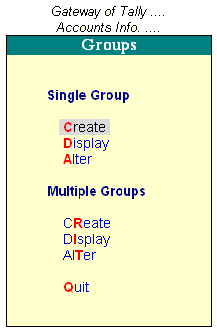 Gateway of Tally ....
Accounts Info. ....
Groups
Single Group
Create
Display
Alter
Multiple Groups
CReate
DIsplay
AlTer
Quit